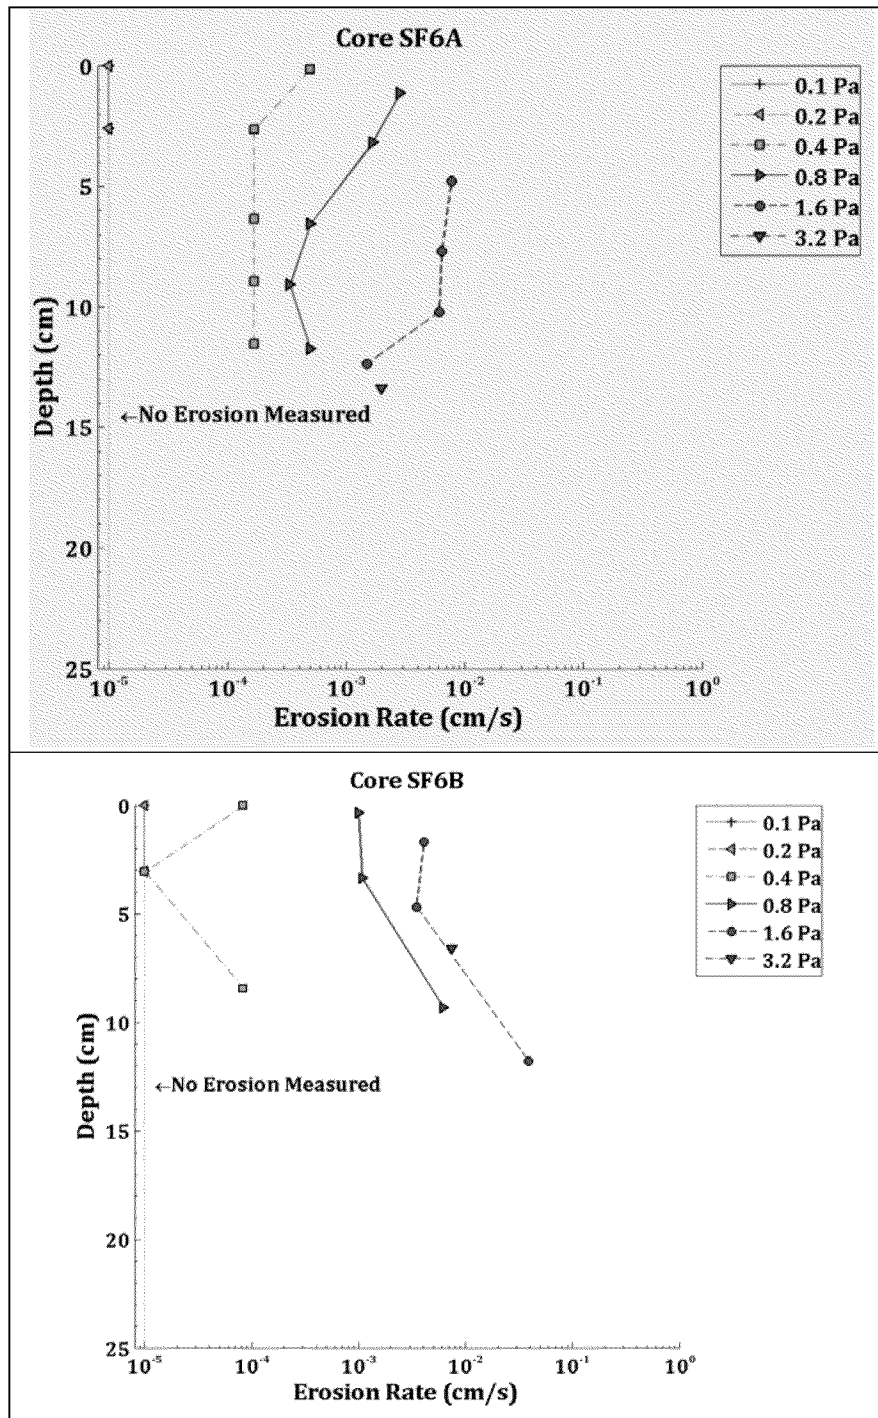 Core SF6A
0
5
10
15
20
25
Depth (cm)
←No Erosion Measured
0.1 Pa
0.2 Pa
0.4 Pa
0.8 Pa
1.6 Pa
3.2 Pa
10⁻⁵ 10⁻⁴ 10⁻³ 10⁻² 10⁻¹ 10⁰
Erosion Rate (cm/s)
Core SF6B
0
5
10
15
20
25
Depth (cm)
←No Erosion Measured
0.1 Pa
0.2 Pa
0.4 Pa
0.8 Pa
1.6 Pa
3.2 Pa
10⁻⁵ 10⁻⁴ 10⁻³ 10⁻² 10⁻¹ 10⁰
Erosion Rate (cm/s)